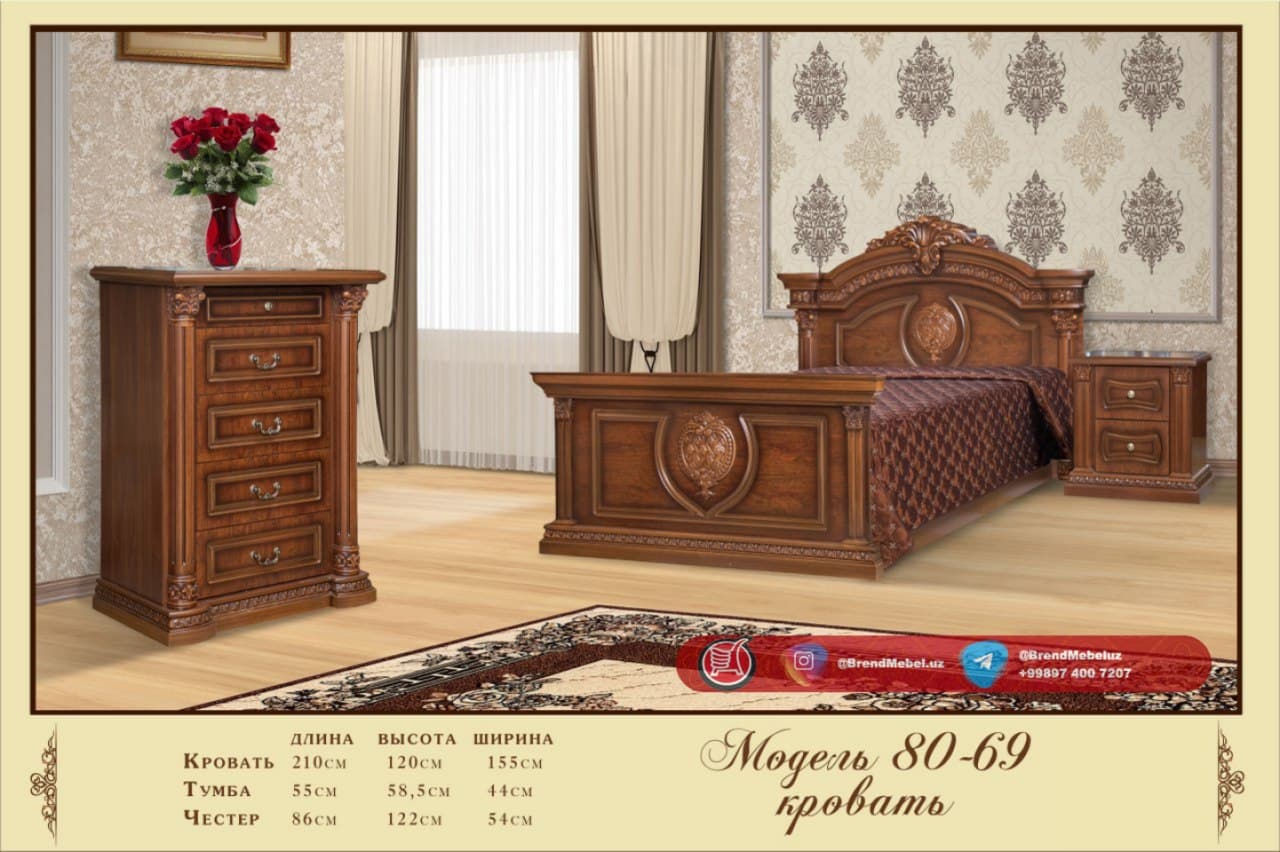 @BrendMebel.uz
@BrendMebeluz
+99897 400 7207
ДЛИНА ВЫСОТА ШИРИНА
КРОВАТЬ 210СМ 120СМ 155СМ
ТУМБА 55СМ 58,5СМ 44СМ
ЧЕСТЕР 86СМ 122СМ 54СМ
Модель 80-69
кровать